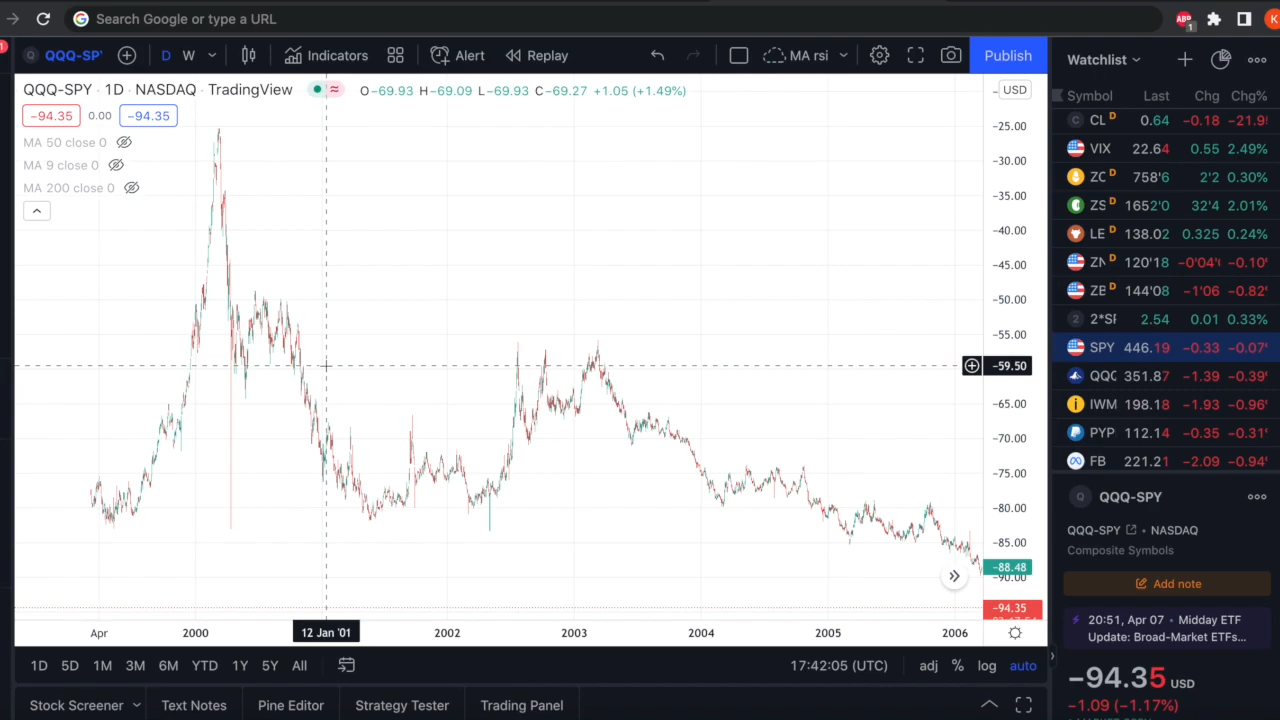 Search Google or type a URL
ABP
1
K
QQQ-SPY
D W
Indicators
Alert
Replay
MA rsi
Publish
Watchlist
QQQ-SPY · 1D · NASDAQ · TradingView
O−69.93 H−69.09 L−69.93 C−69.27 +1.05 (+1.49%)
USD
−94.35 0.00 −94.35
MA 50 close 0
MA 9 close 0
MA 200 close 0
−25.00
−30.00
−35.00
−40.00
−45.00
−50.00
−55.00
−59.50
−65.00
−70.00
−75.00
−80.00
−85.00
−88.48
−90.00
−94.35
Apr 2000 12 Jan '01 2002 2003 2004 2005 2006
1D 5D 1M 3M 6M YTD 1Y 5Y All
17:42:05 (UTC) adj % log auto
Stock Screener Text Notes Pine Editor Strategy Tester Trading Panel
Symbol Last Chg Chg%
CL D 0.64 −0.18 −21.9
VIX 22.64 0.55 2.49%
ZC D 758'6 2'2 0.30%
ZS D 1652'0 32'4 2.01%
LE D 138.02 0.325 0.24%
ZN D 120'18 −0'04' −0.10
ZB D 144'08 −1'06 −0.82
2*SF 2.54 0.01 0.33%
SPY 446.19 −0.33 −0.07
QQQ 351.87 −1.39 −0.39
IWM 198.18 −1.93 −0.96
PYP 112.14 −0.35 −0.31
FB 221.21 −2.09 −0.94
QQQ-SPY
QQQ-SPY · NASDAQ
Composite Symbols
Add note
20:51, Apr 07 · Midday ETF
Update: Broad-Market ETFs...
−94.35 USD
−1.09 (−1.17%)